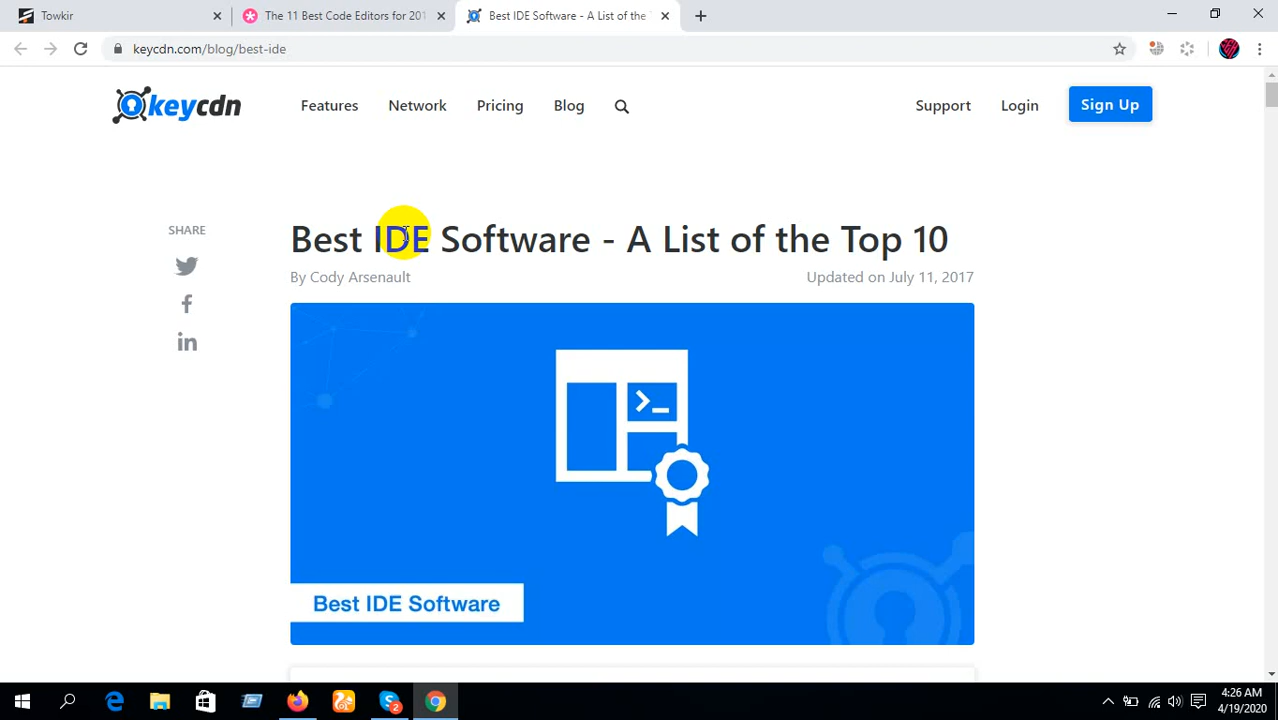 Towkir
The 11 Best Code Editors for 201
Best IDE Software - A List of the
keycdn.com/blog/best-ide
keycdn
Features
Network
Pricing
Blog
Support
Login
Sign Up
SHARE
Best IDE Software - A List of the Top 10
By Cody Arsenault
Updated on July 11, 2017
>_
Best IDE Software
2
4:26 AM
4/19/2020